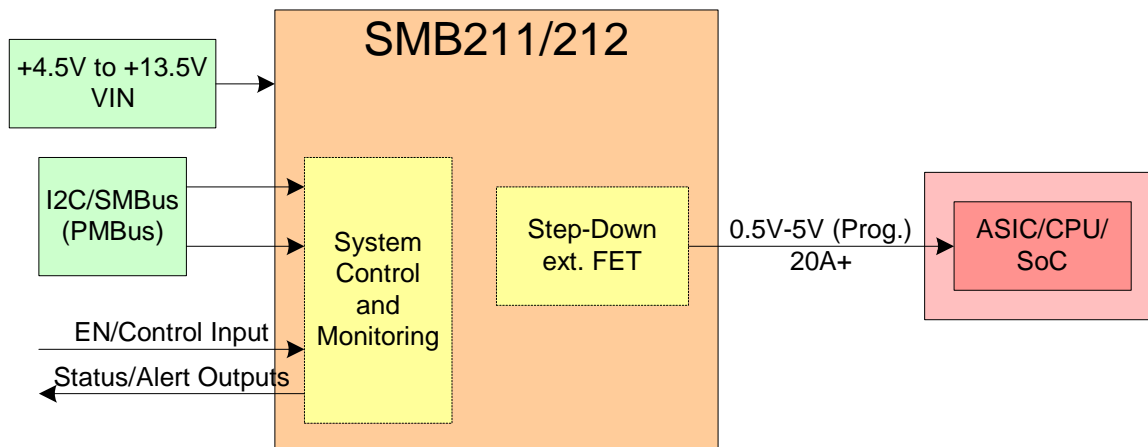 SMB211/212
+4.5V to +13.5V
VIN
I2C/SMBus
(PMBus)
System
Control
and
Monitoring
Step-Down
ext. FET
0.5V-5V (Prog.)
20A+
ASIC/CPU/
SoC
EN/Control Input
Status/Alert Outputs